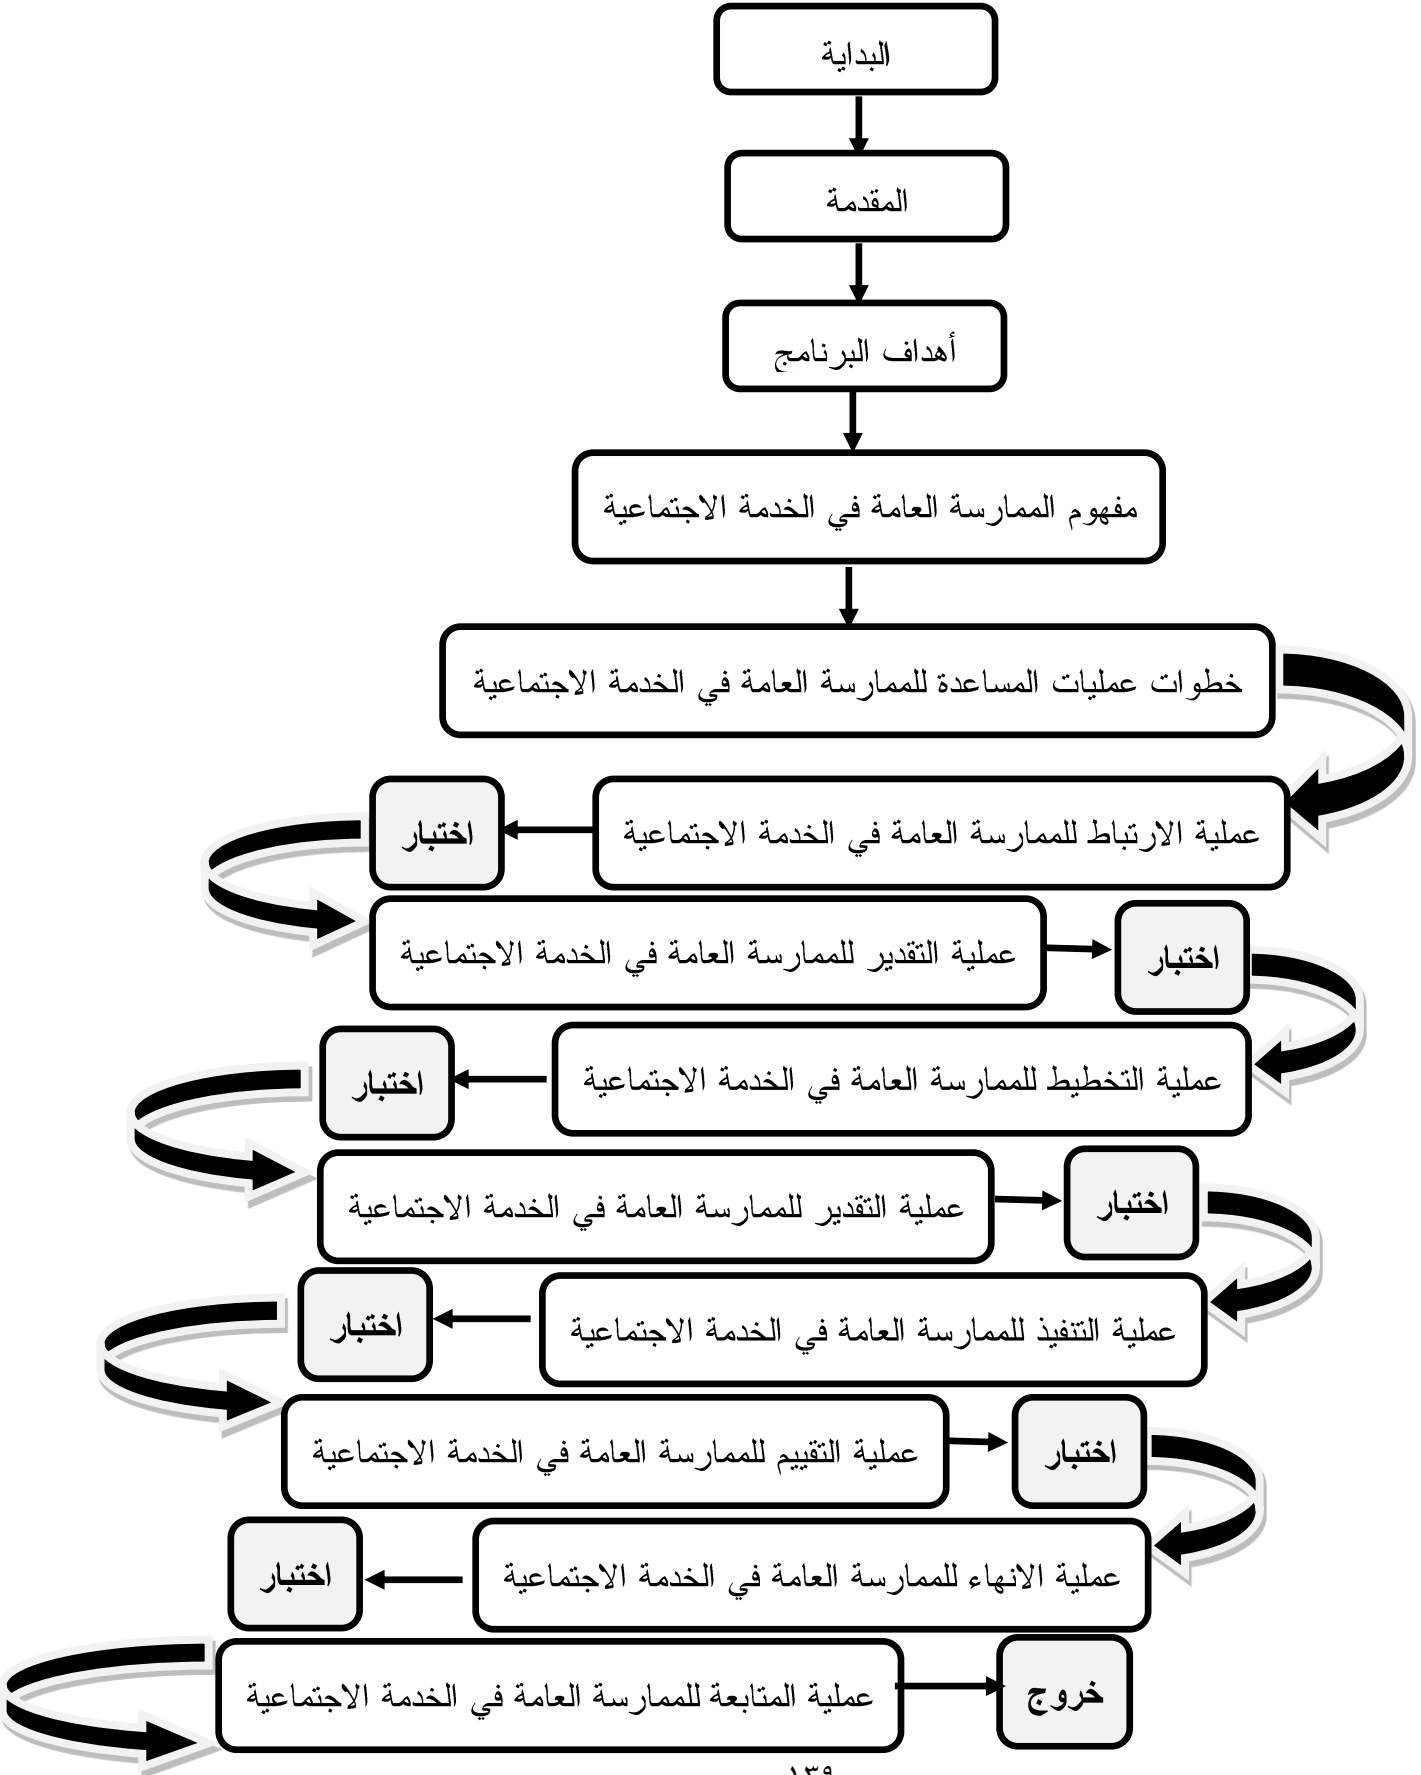 البداية
المقدمة
أهداف البرنامج
مفهوم الممارسة العامة في الخدمة الاجتماعية
خطوات عمليات المساعدة للممارسة العامة في الخدمة الاجتماعية
عملية الارتباط للممارسة العامة في الخدمة الاجتماعية
اختبار
عملية التقدير للممارسة العامة في الخدمة الاجتماعية
اختبار
عملية التخطيط للممارسة العامة في الخدمة الاجتماعية
اختبار
عملية التقدير للممارسة العامة في الخدمة الاجتماعية
اختبار
عملية التنفيذ للممارسة العامة في الخدمة الاجتماعية
اختبار
عملية التقييم للممارسة العامة في الخدمة الاجتماعية
اختبار
عملية الانهاء للممارسة العامة في الخدمة الاجتماعية
اختبار
عملية المتابعة للممارسة العامة في الخدمة الاجتماعية
خروج
١٣٩